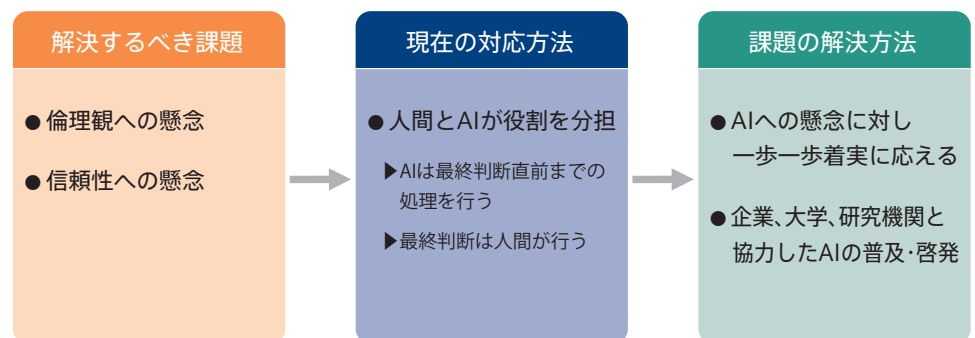 解決するべき課題
● 倫理観への懸念
● 信頼性への懸念
現在の対応方法
● 人間とAIが役割を分担
▶AIは最終判断直前までの
処理を行う
▶最終判断は人間が行う
課題の解決方法
● AIへの懸念に対し
一歩一歩着実に応える
● 企業、大学、研究機関と
協力したAIの普及・啓発